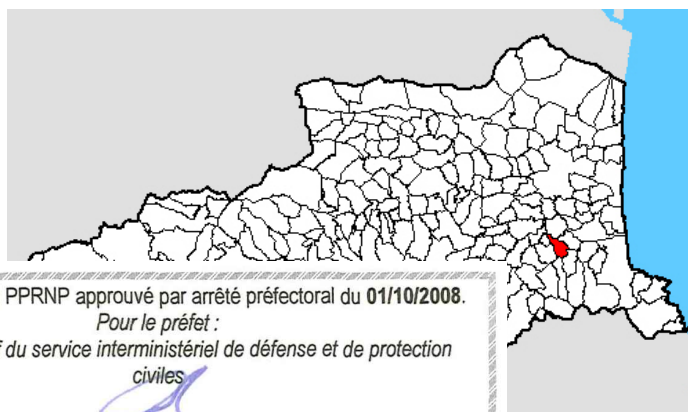 PPRNP approuvé par arrêté préfectoral du 01/10/2008.
Pour le préfet :
du service interministériel de défense et de protection
civiles